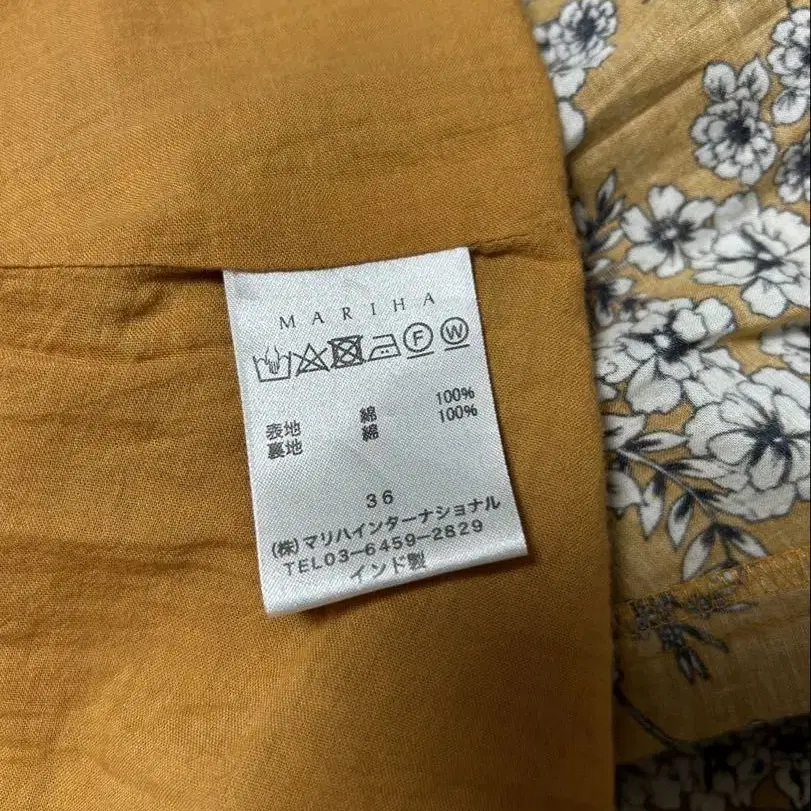 MARIHA
F W
表地 綿 100%
裏地 綿 100%
36
(株)マリハインターナショナル
TEL03-6459-2829
インド製